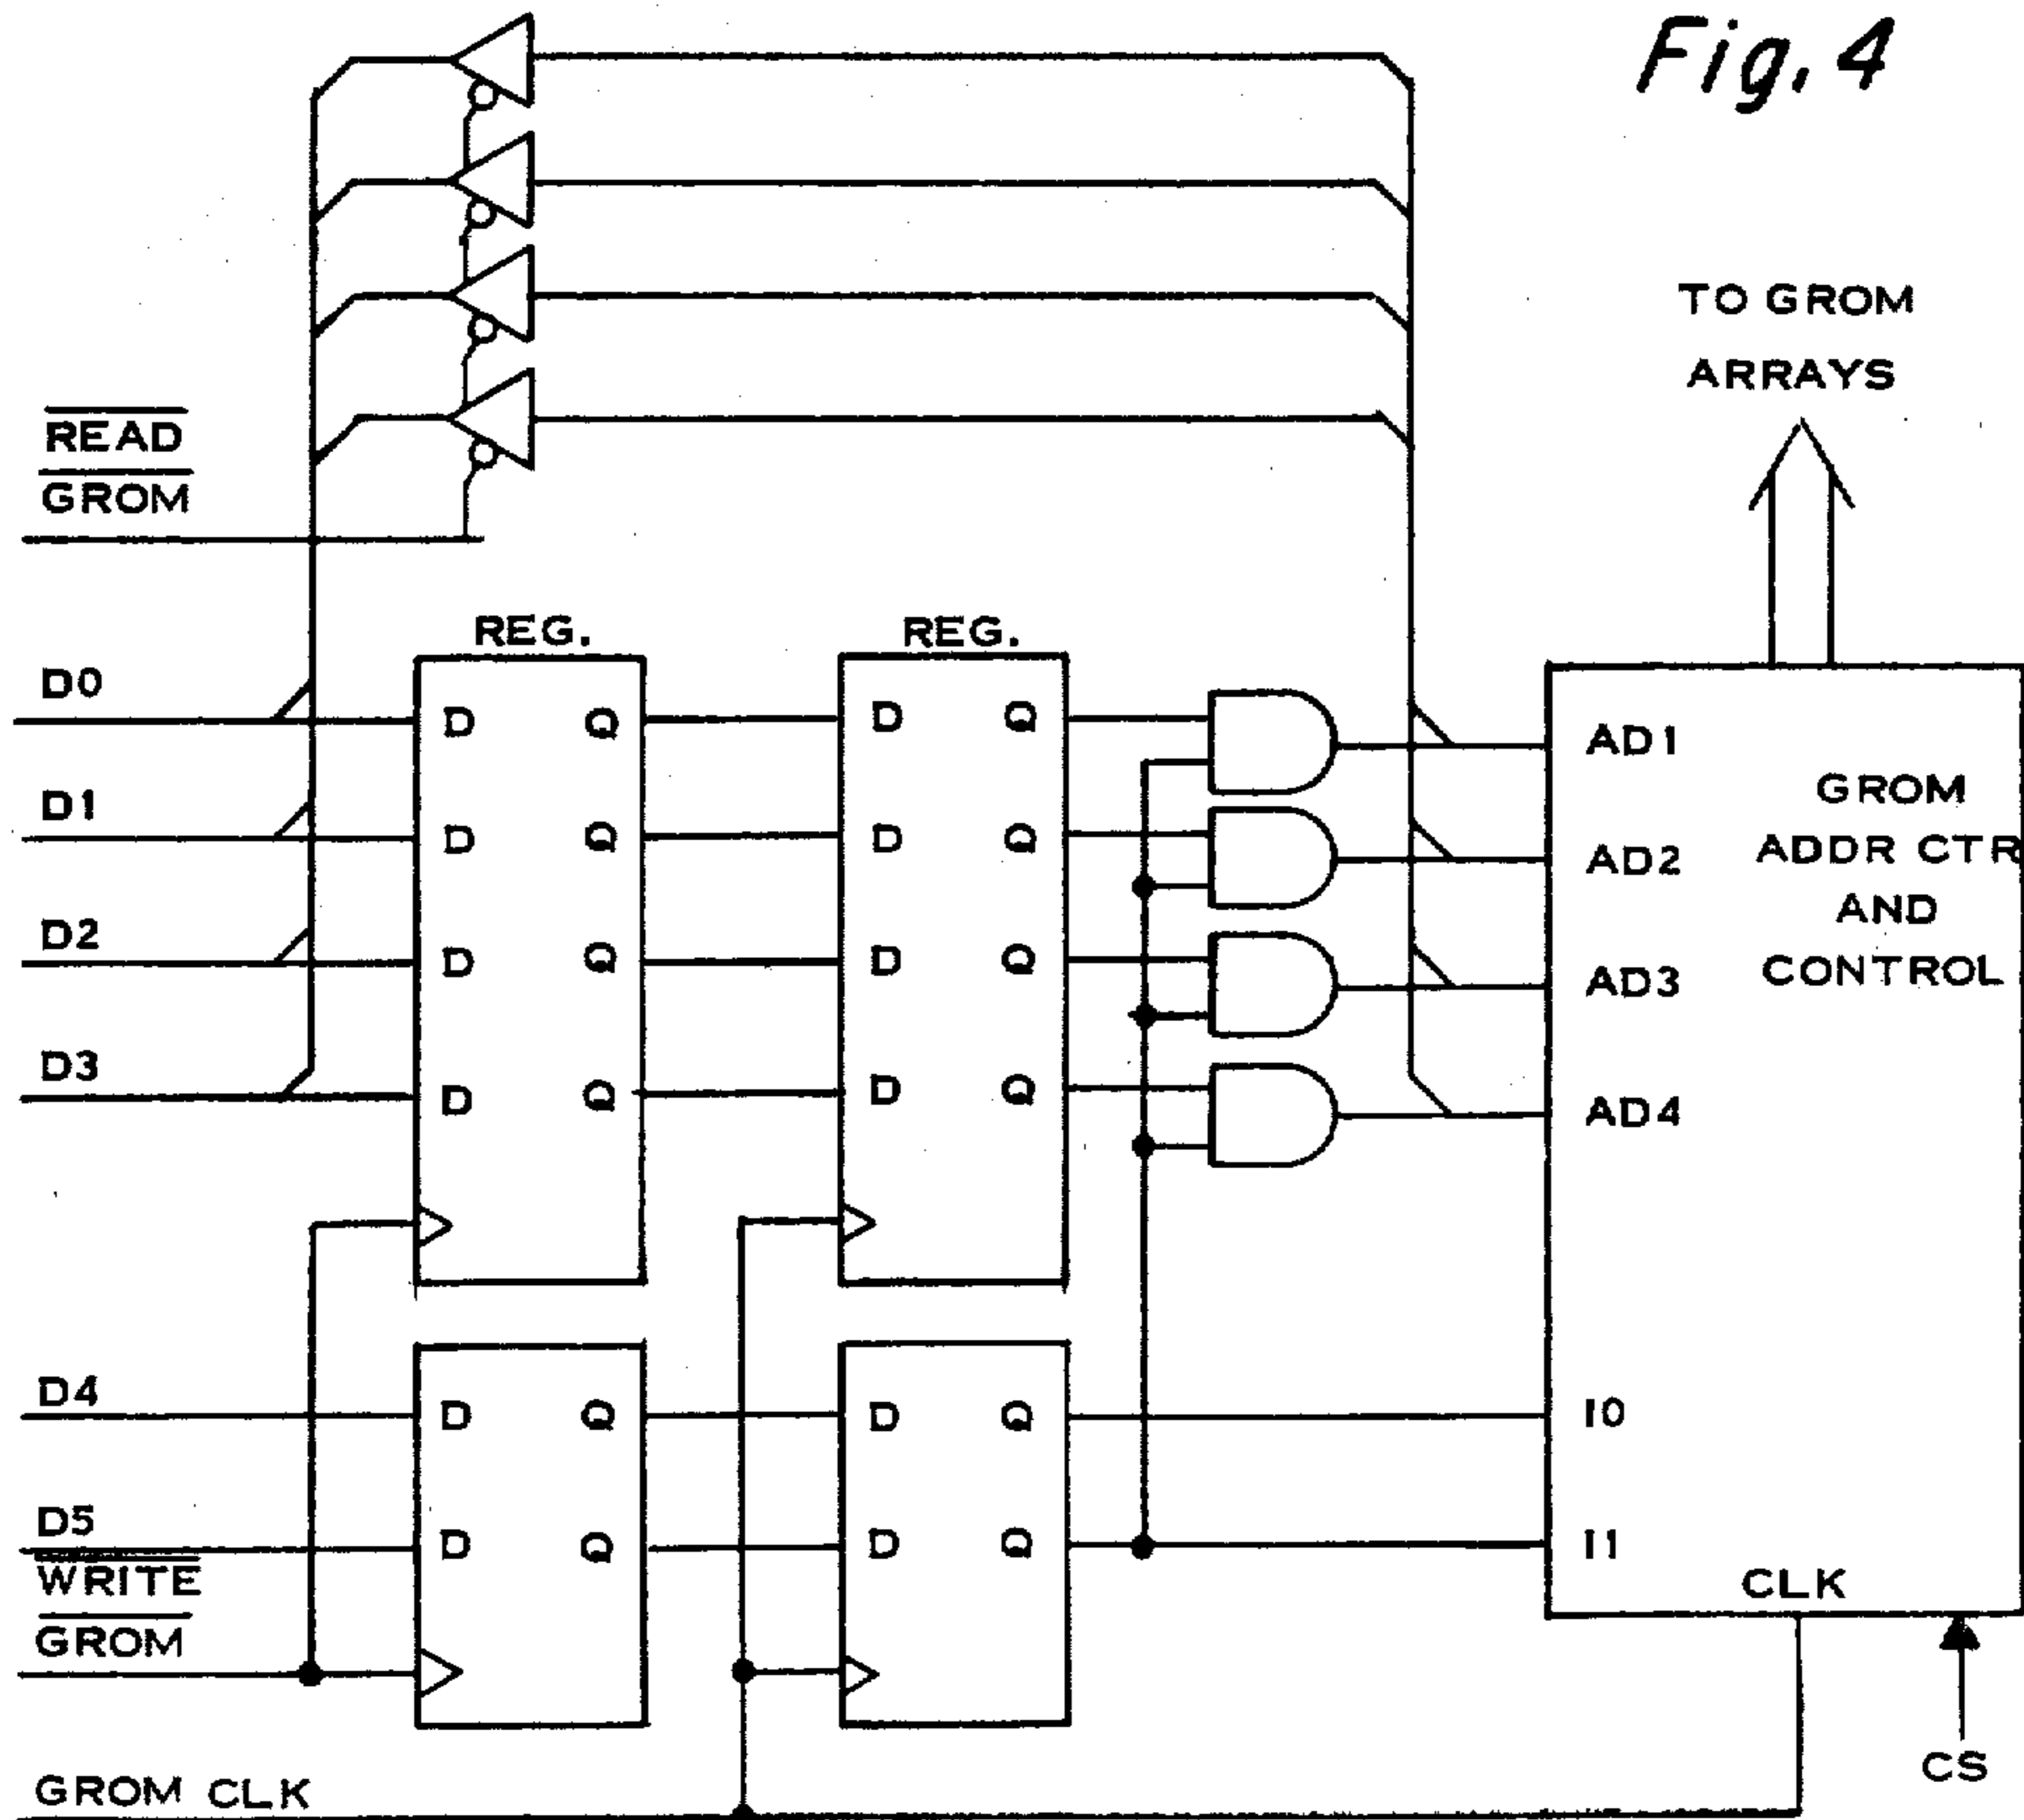 Fig. 4
TO GROM
ARRAYS
READ
GROM
REG.
REG.
D0
D Q D Q
AD1
GROM
ADDR CTR
AND
CONTROL
D1
D Q D Q
AD2
D2
D Q D Q
AD3
D3
D Q D Q
AD4
D4
D Q D Q
I0
D5
D Q D Q
I1
WRITE
GROM
CLK
CS
GROM CLK